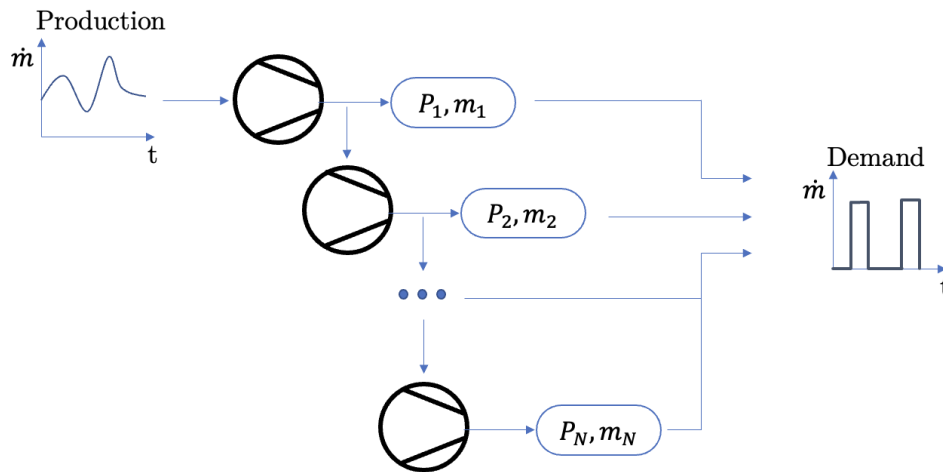 Production
ṁ
t
P₁, m₁
P₂, m₂
Demand
ṁ
t
P_N, m_N